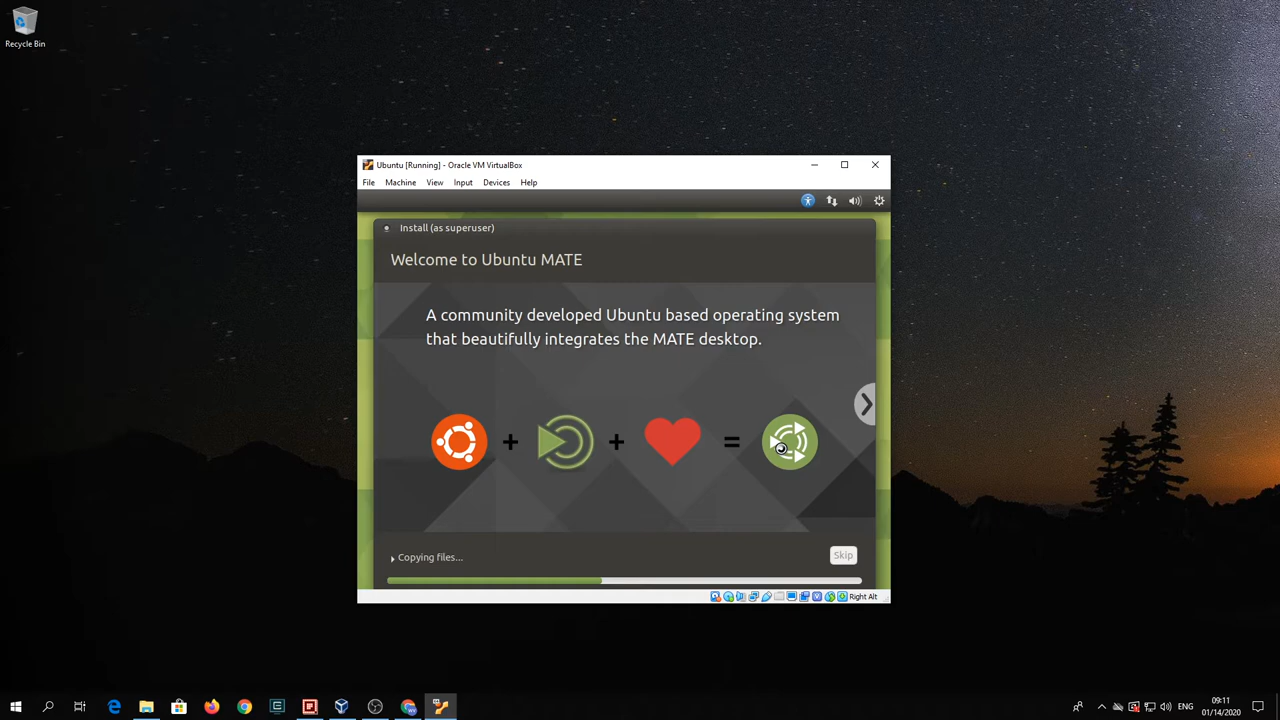 Recycle Bin
Ubuntu [Running] - Oracle VM VirtualBox
File Machine View Input Devices Help
Install (as superuser)
Welcome to Ubuntu MATE
A community developed Ubuntu based operating system
that beautifully integrates the MATE desktop.
+ + =
Copying files...
Skip
Right Alt
ENG
09:11
01/14/2020